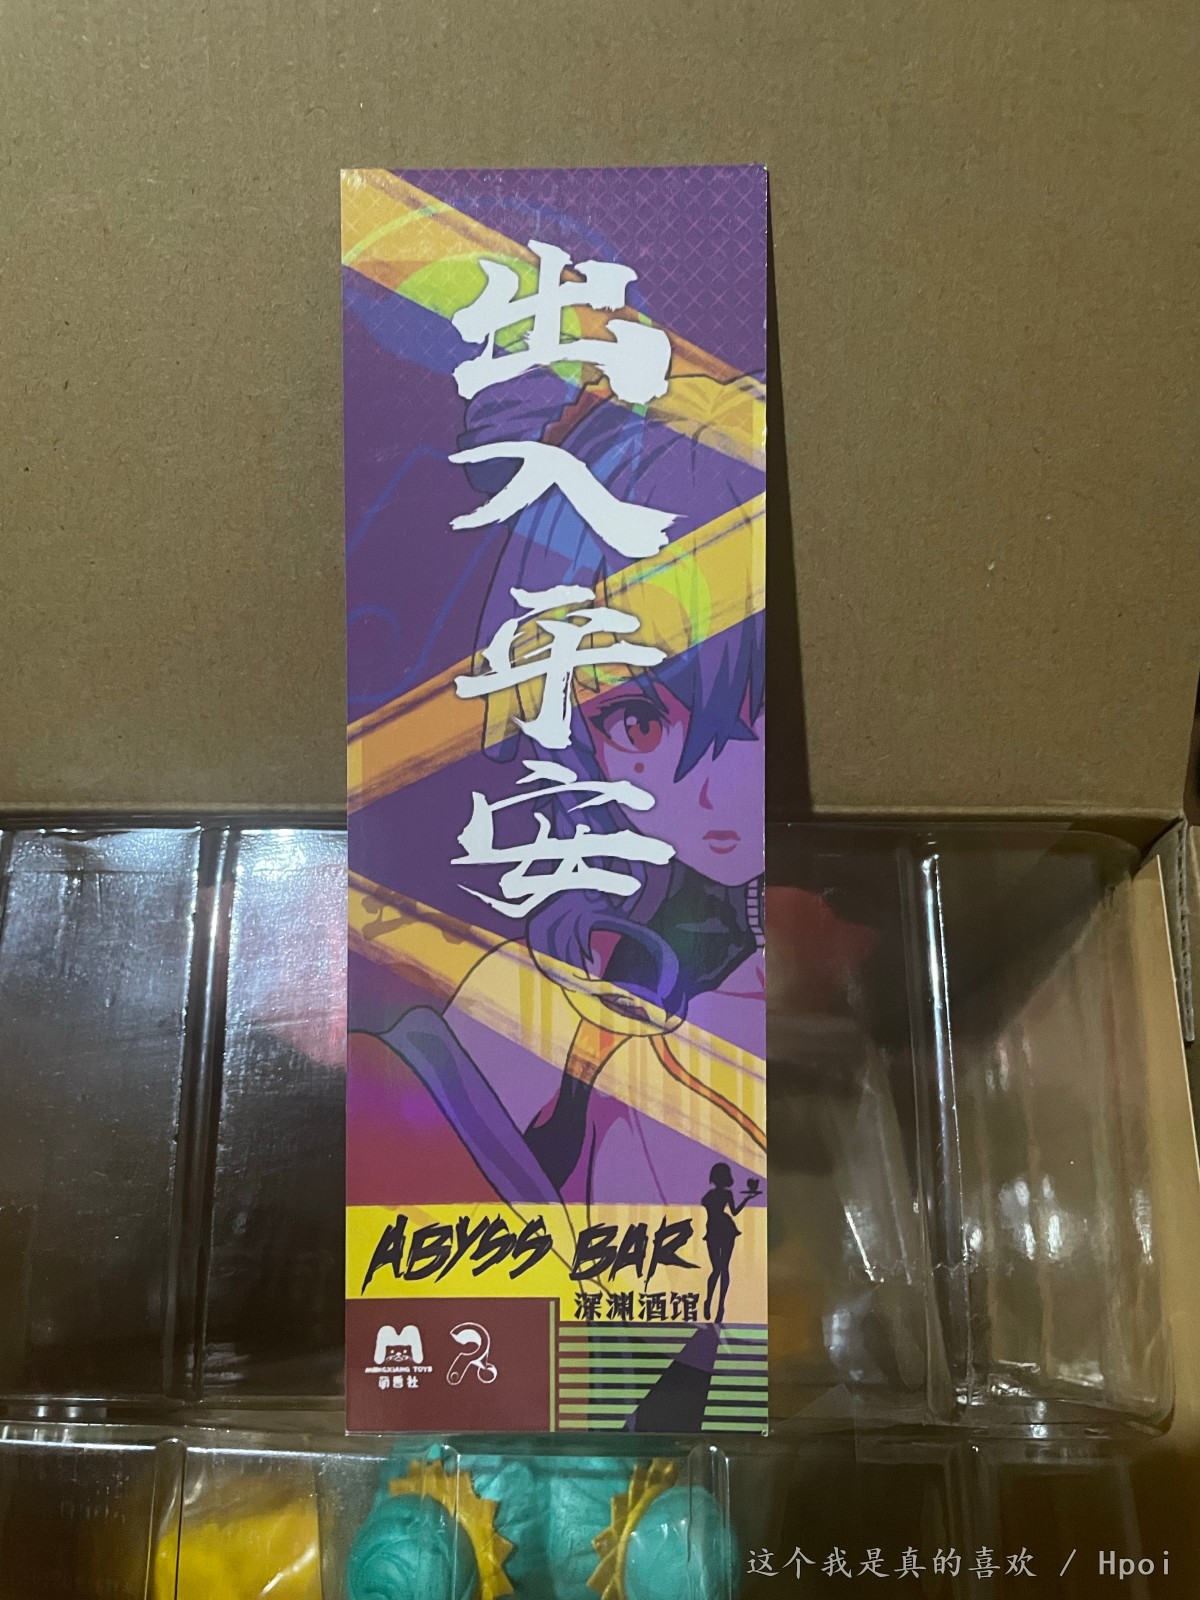 出入平安
ABYSS BAR
深渊酒馆
MENGXIANG TOYS
萌香社
这个我是真的喜欢 / Hpoi